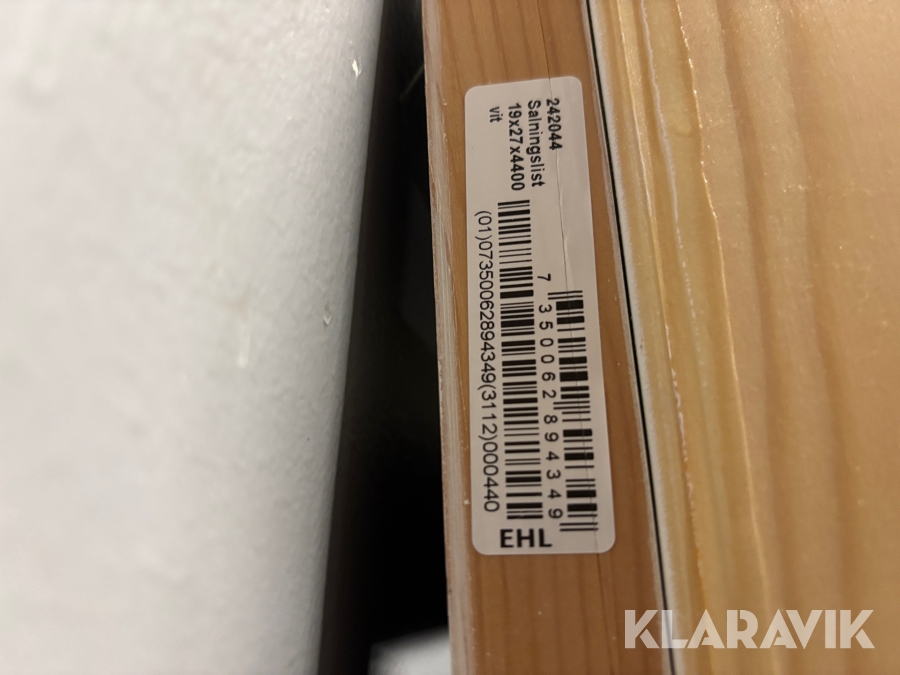 242044
Salningslist
19x27x4400
vit
7 350062 894349
(01)07350062894349(3112)000440
EHL
KLARAVIK